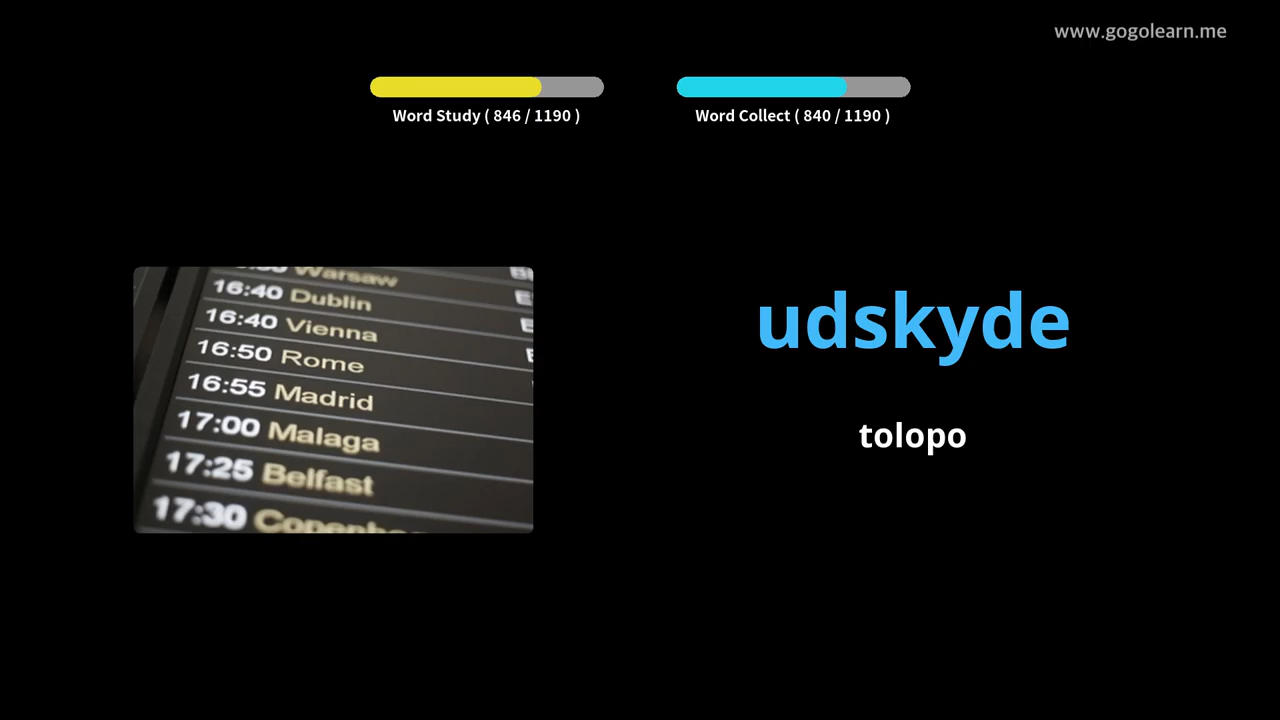 www.gogolearn.me
Word Study ( 846 / 1190 )
Word Collect ( 840 / 1190 )
Warsaw
16:40 Dublin
16:40 Vienna
16:50 Rome
16:55 Madrid
17:00 Malaga
17:25 Belfast
17:30
udskyde
tolopo